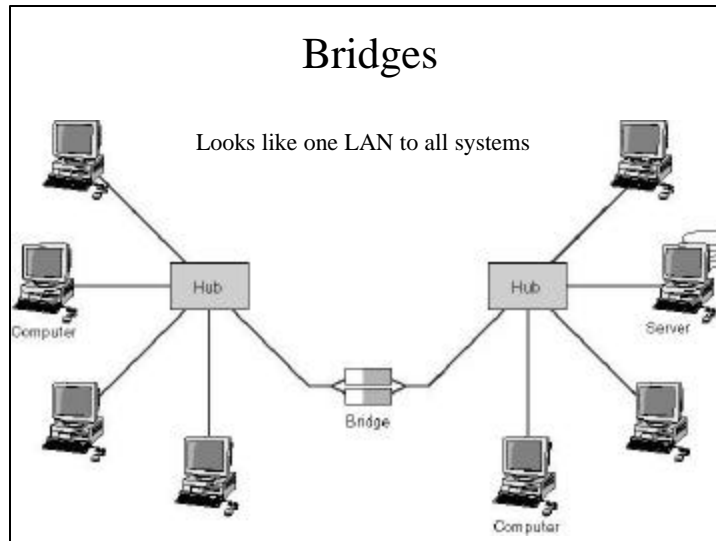 Bridges
Looks like one LAN to all systems
Hub
Hub
Computer
Server
Bridge
Computer